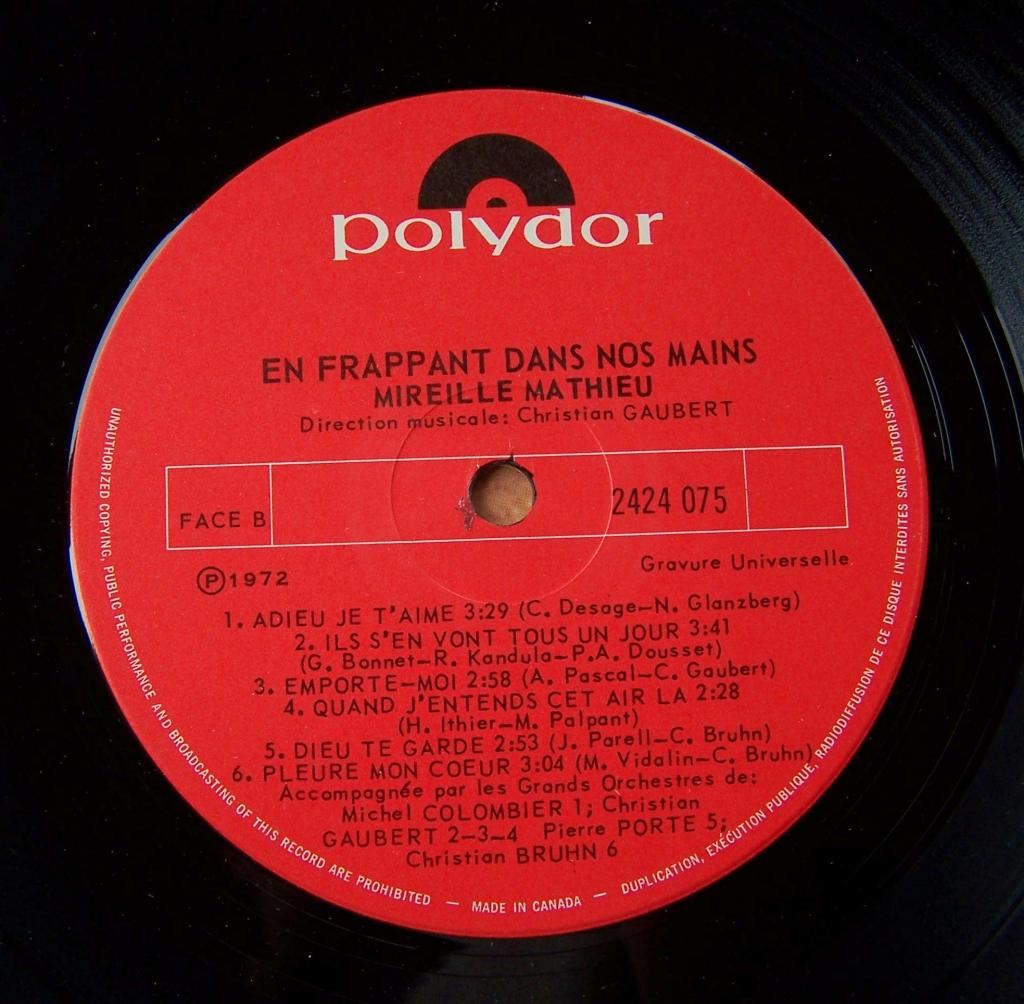 polydor
EN FRAPPANT DANS NOS MAINS
MIREILLE MATHIEU
Direction musicale: Christian GAUBERT
FACE B
2424 075
Gravure Universelle
℗1972
1. ADIEU JE T'AIME 3:29 (C. Desage–N. Glanzberg)
2. ILS S'EN VONT TOUS UN JOUR 3:41
(G. Bonnet–R. Kandula–P.A. Dousset)
3. EMPORTE–MOI 2:58 (A. Pascal–C. Gaubert)
4. QUAND J'ENTENDS CET AIR LA 2:28
(H. Ithier–M. Palpant)
5. DIEU TE GARDE 2:53 (J. Parell–C. Bruhn)
6. PLEURE MON COEUR 3:04 (M. Vidalin–C. Bruhn)
Accompagnée par les Grands Orchestres de:
Michel COLOMBIER 1; Christian
GAUBERT 2–3–4 Pierre PORTE 5;
Christian BRUHN 6
UNAUTHORIZED COPYING, PUBLIC PERFORMANCE AND BROADCASTING OF THIS RECORD ARE PROHIBITED — MADE IN CANADA — DUPLICATION, EXÉCUTION PUBLIQUE, RADIODIFFUSION DE CE DISQUE INTERDITES SANS AUTORISATION